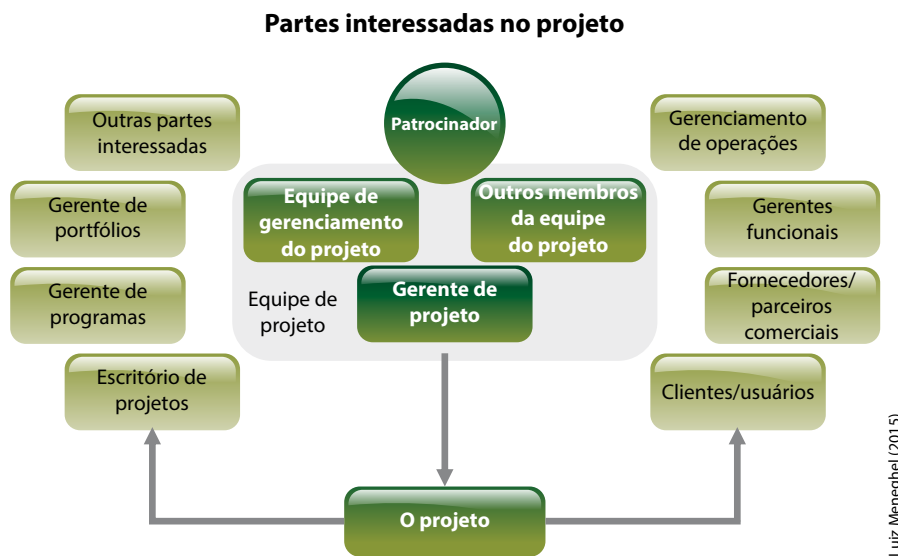 Partes interessadas no projeto
Patrocinador
Outras partes
interessadas
Gerenciamento
de operações
Equipe de
gerenciamento
do projeto
Outros membros
da equipe
do projeto
Gerente de
portfólios
Gerentes
funcionais
Gerente de
programas
Equipe de
projeto
Gerente de
projeto
Fornecedores/
parceiros
comerciais
Escritório de
projetos
Clientes/usuários
O projeto
Luiz Meneghel (2015)